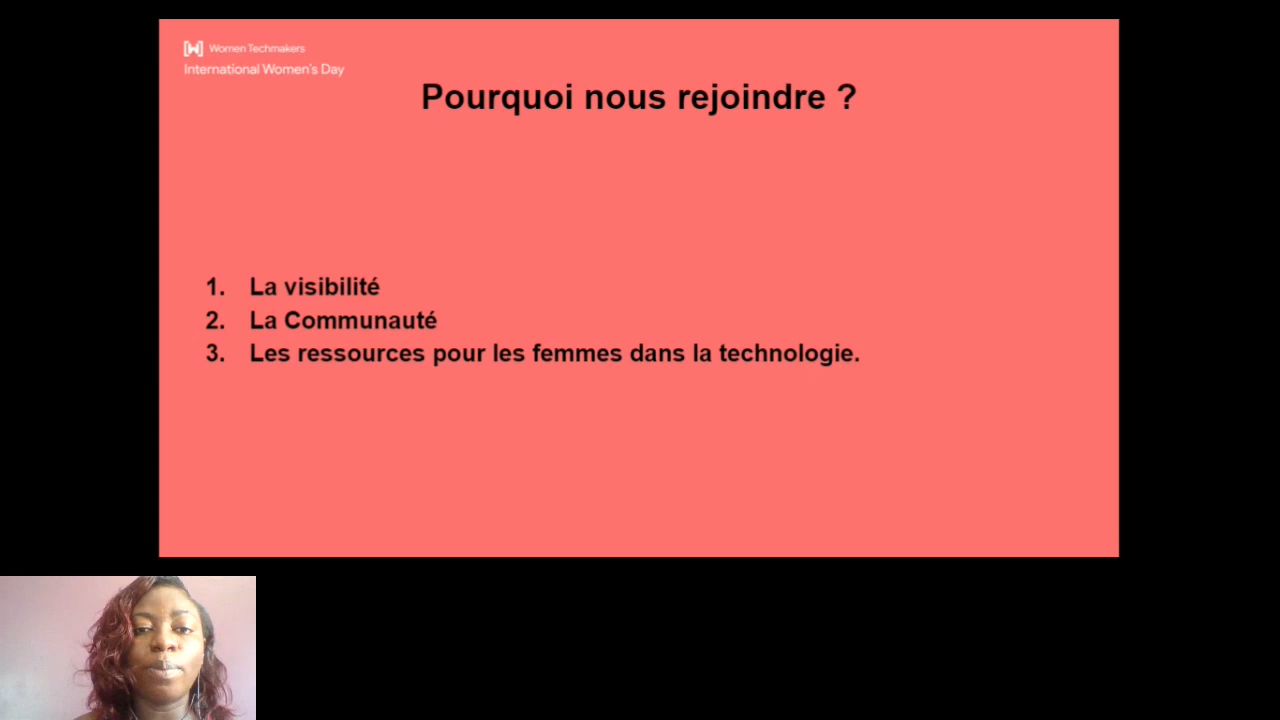 [W] Women Techmakers
International Women's Day
Pourquoi nous rejoindre ?
1. La visibilité
2. La Communauté
3. Les ressources pour les femmes dans la technologie.